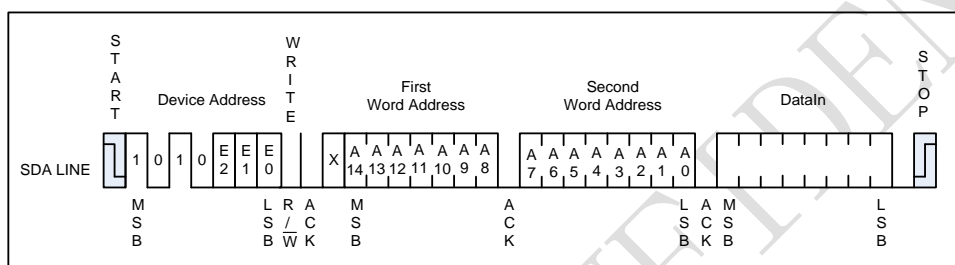 START
WRITE
STOP
Device Address
First
Word Address
Second
Word Address
DataIn
SDA LINE
1 0 1 0 E2 E1 E0
X A14 A13 A12 A11 A10 A9 A8
A7 A6 A5 A4 A3 A2 A1 A0
MSB
LSB
R/W
ACK
MSB
ACK
LSB
ACK
MSB
LSB